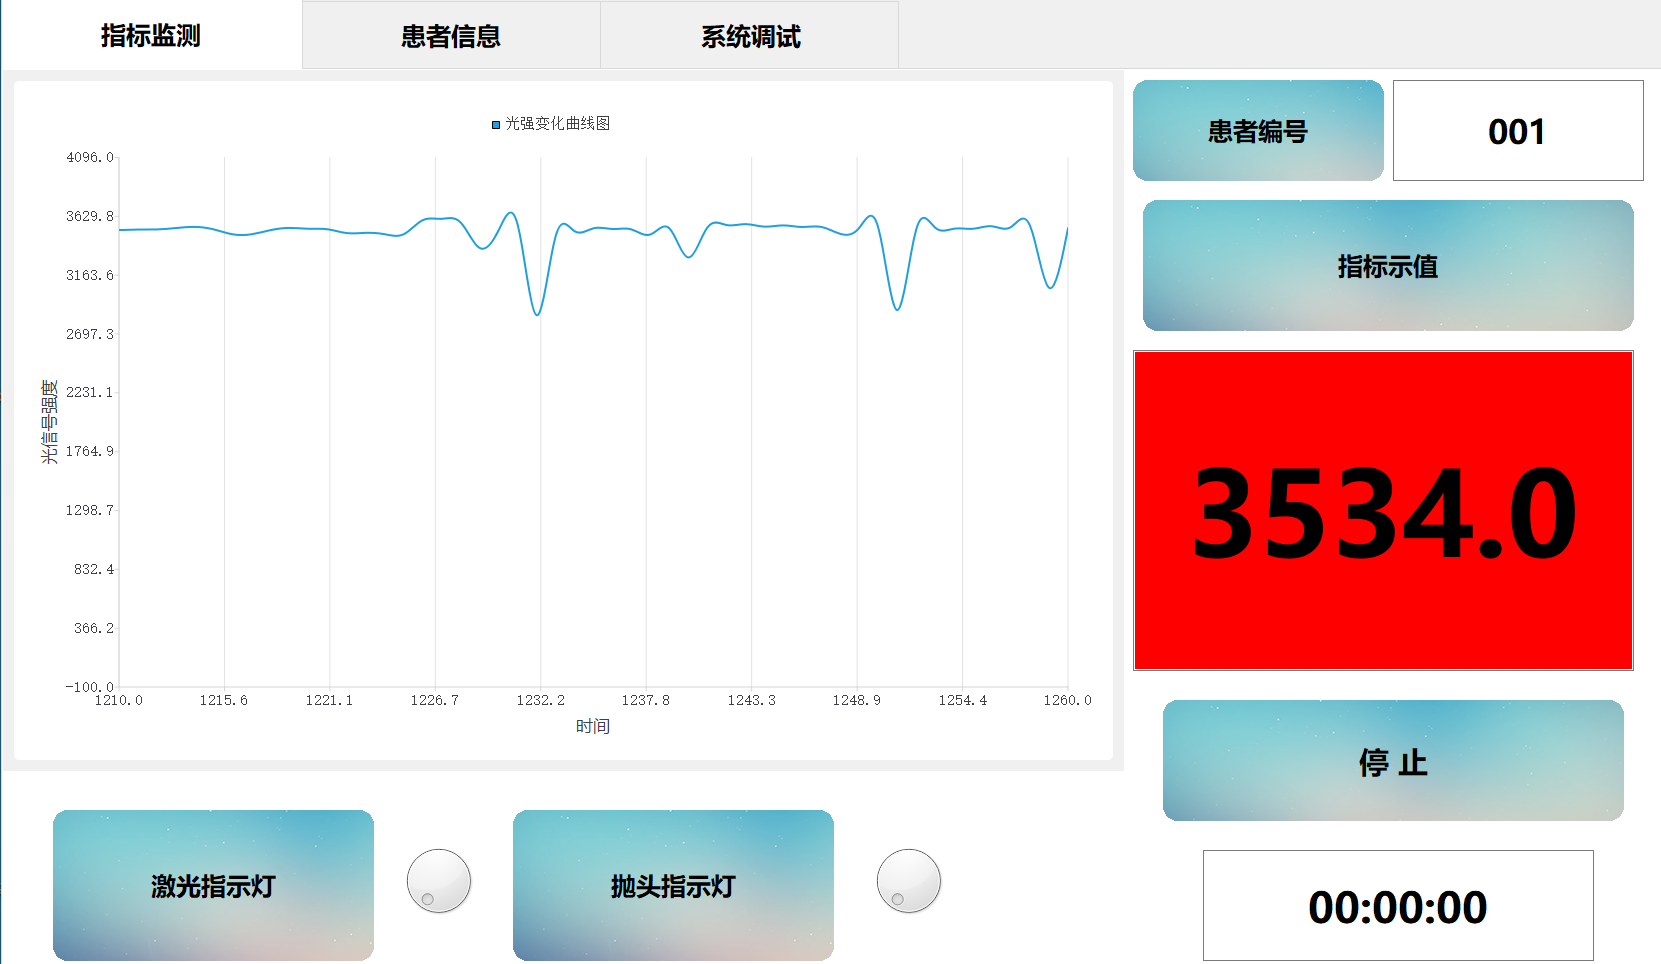 指标监测
患者信息
系统调试
光强变化曲线图
4096.0
3629.8
3163.6
2697.3
2231.1
1764.9
1298.7
832.4
366.2
-100.0
光信号强度
1210.0 1215.6 1221.1 1226.7 1232.2 1237.8 1243.3 1248.9 1254.4 1260.0
时间
患者编号
001
指标示值
3534.0
停 止
00:00:00
激光指示灯
抛头指示灯